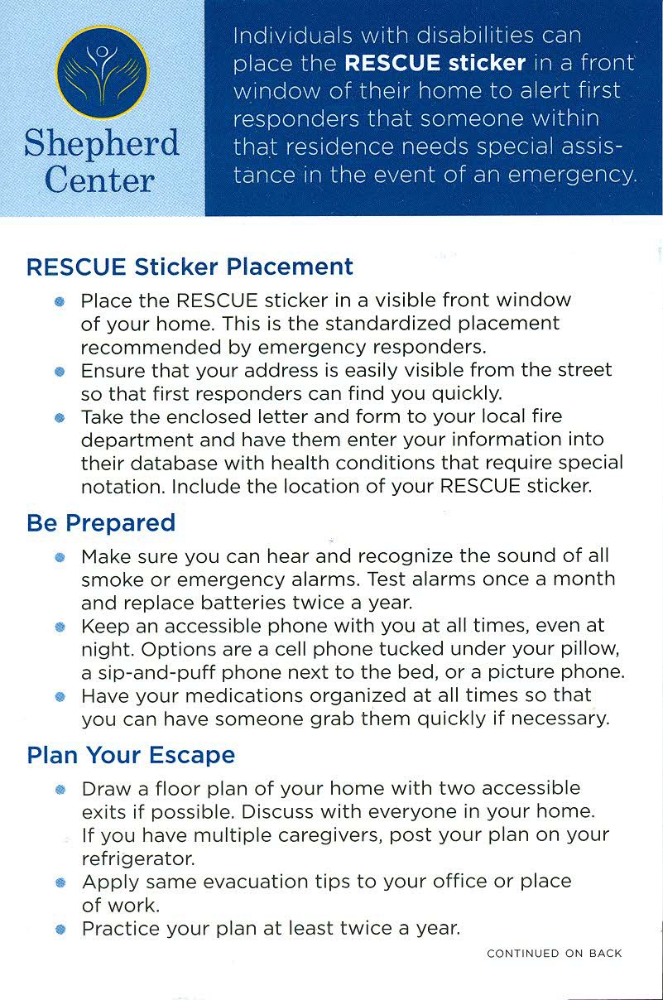 Shepherd
Center
Individuals with disabilities can
place the RESCUE sticker in a front
window of their home to alert first
responders that someone within
that residence needs special assis-
tance in the event of an emergency.
RESCUE Sticker Placement
Place the RESCUE sticker in a visible front window
of your home. This is the standardized placement
recommended by emergency responders.
Ensure that your address is easily visible from the street
so that first responders can find you quickly.
Take the enclosed letter and form to your local fire
department and have them enter your information into
their database with health conditions that require special
notation. Include the location of your RESCUE sticker.
Be Prepared
Make sure you can hear and recognize the sound of all
smoke or emergency alarms. Test alarms once a month
and replace batteries twice a year.
Keep an accessible phone with you at all times, even at
night. Options are a cell phone tucked under your pillow,
a sip-and-puff phone next to the bed, or a picture phone.
Have your medications organized at all times so that
you can have someone grab them quickly if necessary.
Plan Your Escape
Draw a floor plan of your home with two accessible
exits if possible. Discuss with everyone in your home.
If you have multiple caregivers, post your plan on your
refrigerator.
Apply same evacuation tips to your office or place
of work.
Practice your plan at least twice a year.
CONTINUED ON BACK